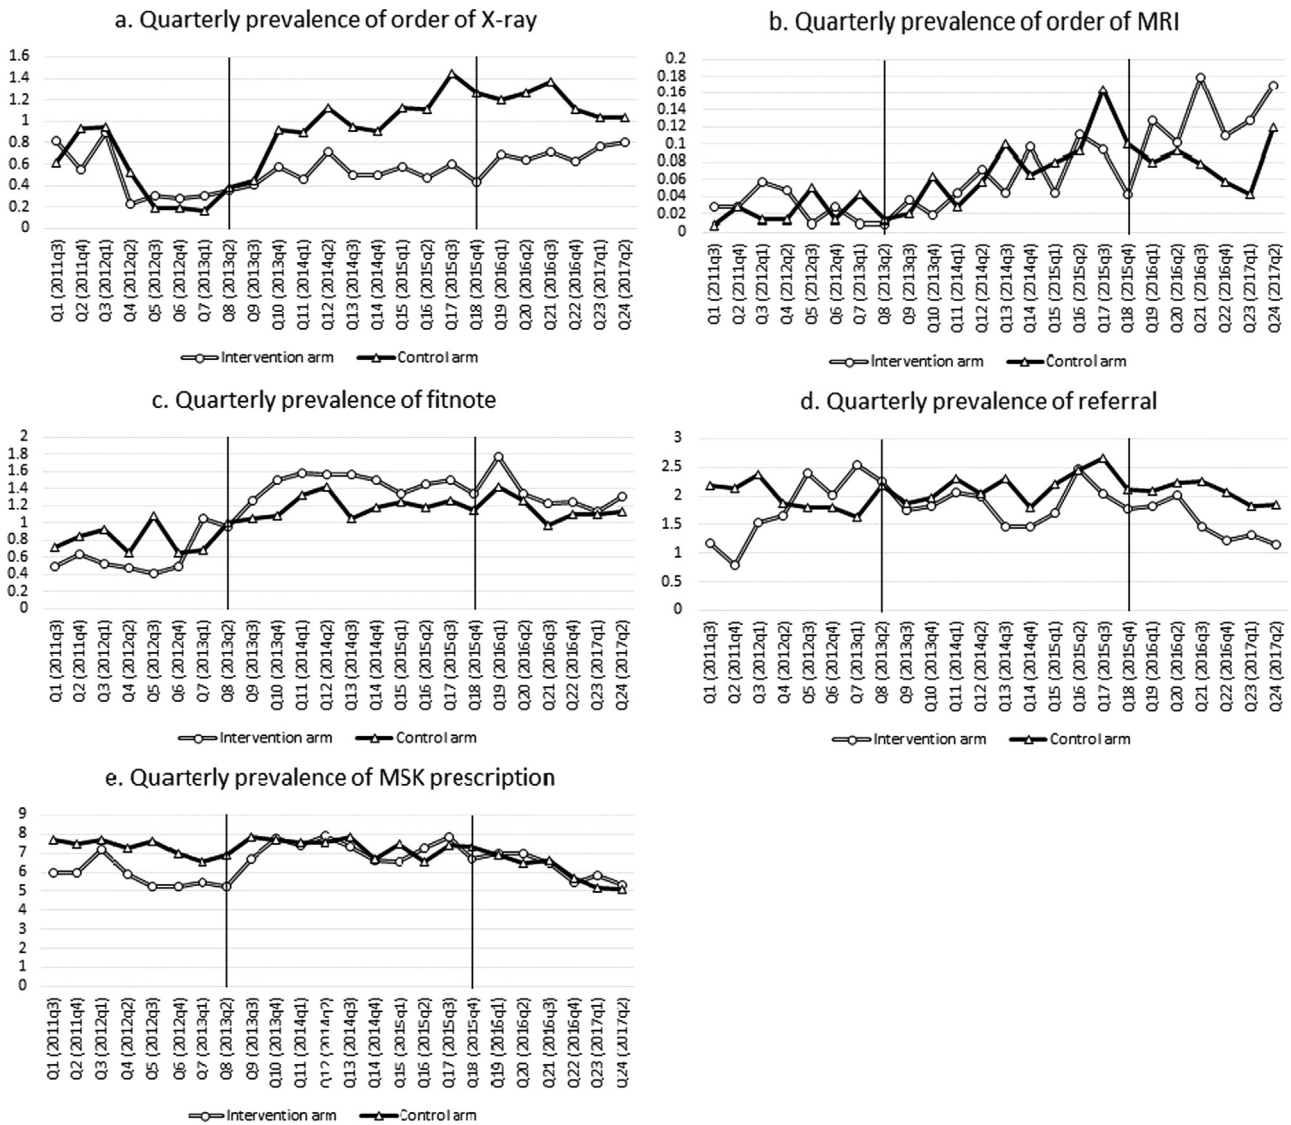 a. Quarterly prevalence of order of X-ray
1.6
1.4
1.2
1
0.8
0.6
0.4
0.2
0
Q1 (2011q3)
Q2 (2011q4)
Q3 (2012q1)
Q4 (2012q2)
Q5 (2012q3)
Q6 (2012q4)
Q7 (2013q1)
Q8 (2013q2)
Q9 (2013q3)
Q10 (2013q4)
Q11 (2014q1)
Q12 (2014q2)
Q13 (2014q3)
Q14 (2014q4)
Q15 (2015q1)
Q16 (2015q2)
Q17 (2015q3)
Q18 (2015q4)
Q19 (2016q1)
Q20 (2016q2)
Q21 (2016q3)
Q22 (2016q4)
Q23 (2017q1)
Q24 (2017q2)
Intervention arm Control arm
b. Quarterly prevalence of order of MRI
0.2
0.18
0.16
0.14
0.12
0.1
0.08
0.06
0.04
0.02
0
Q1 (2011q3)
Q2 (2011q4)
Q3 (2012q1)
Q4 (2012q2)
Q5 (2012q3)
Q6 (2012q4)
Q7 (2013q1)
Q8 (2013q2)
Q9 (2013q3)
Q10 (2013q4)
Q11 (2014q1)
Q12 (2014q2)
Q13 (2014q3)
Q14 (2014q4)
Q15 (2015q1)
Q16 (2015q2)
Q17 (2015q3)
Q18 (2015q4)
Q19 (2016q1)
Q20 (2016q2)
Q21 (2016q3)
Q22 (2016q4)
Q23 (2017q1)
Q24 (2017q2)
Intervention arm Control arm
c. Quarterly prevalence of fitnote
2
1.8
1.6
1.4
1.2
1
0.8
0.6
0.4
0.2
0
Q1 (2011q3)
Q2 (2011q4)
Q3 (2012q1)
Q4 (2012q2)
Q5 (2012q3)
Q6 (2012q4)
Q7 (2013q1)
Q8 (2013q2)
Q9 (2013q3)
Q10 (2013q4)
Q11 (2014q1)
Q12 (2014q2)
Q13 (2014q3)
Q14 (2014q4)
Q15 (2015q1)
Q16 (2015q2)
Q17 (2015q3)
Q18 (2015q4)
Q19 (2016q1)
Q20 (2016q2)
Q21 (2016q3)
Q22 (2016q4)
Q23 (2017q1)
Q24 (2017q2)
Intervention arm Control arm
d. Quarterly prevalence of referral
3
2.5
2
1.5
1
0.5
0
Q1 (2011q3)
Q2 (2011q4)
Q3 (2012q1)
Q4 (2012q2)
Q5 (2012q3)
Q6 (2012q4)
Q7 (2013q1)
Q8 (2013q2)
Q9 (2013q3)
Q10 (2013q4)
Q11 (2014q1)
Q12 (2014q2)
Q13 (2014q3)
Q14 (2014q4)
Q15 (2015q1)
Q16 (2015q2)
Q17 (2015q3)
Q18 (2015q4)
Q19 (2016q1)
Q20 (2016q2)
Q21 (2016q3)
Q22 (2016q4)
Q23 (2017q1)
Q24 (2017q2)
Intervention arm Control arm
e. Quarterly prevalence of MSK prescription
9
8
7
6
5
4
3
2
1
0
Q1 (2011q3)
Q2 (2011q4)
Q3 (2012q1)
Q4 (2012q2)
Q5 (2012q3)
Q6 (2012q4)
Q7 (2013q1)
Q8 (2013q2)
Q9 (2013q3)
Q10 (2013q4)
Q11 (2014q1)
Q12 (2014q2)
Q13 (2014q3)
Q14 (2014q4)
Q15 (2015q1)
Q16 (2015q2)
Q17 (2015q3)
Q18 (2015q4)
Q19 (2016q1)
Q20 (2016q2)
Q21 (2016q3)
Q22 (2016q4)
Q23 (2017q1)
Q24 (2017q2)
Intervention arm Control arm